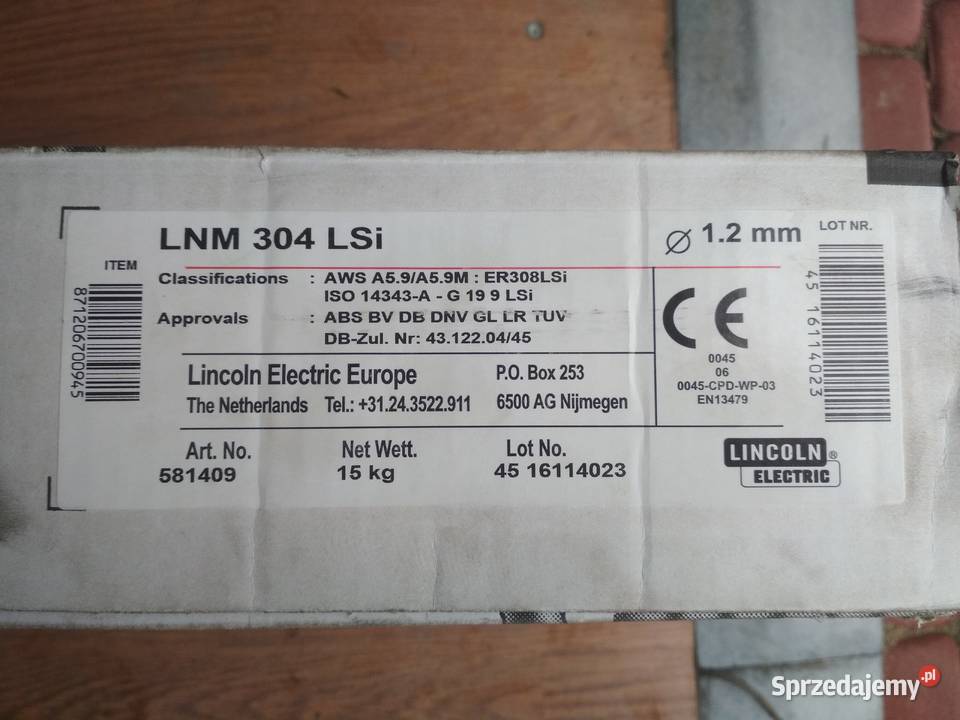 LNM 304 LSi
Ø 1.2 mm
LOT NR.
ITEM
Classifications : AWS A5.9/A5.9M : ER308LSi
ISO 14343-A - G 19 9 LSi
Approvals : ABS BV DB DNV GL LR TUV
DB-Zul. Nr: 43.122.04/45
871206700945
45 16114023
CE
0045
06
0045-CPD-WP-03
EN13479
Lincoln Electric Europe P.O. Box 253
The Netherlands Tel.: +31.24.3522.911 6500 AG Nijmegen
Art. No. Net Wett. Lot No.
581409 15 kg 45 16114023
LINCOLN ®
ELECTRIC
Sprzedajemy.pl